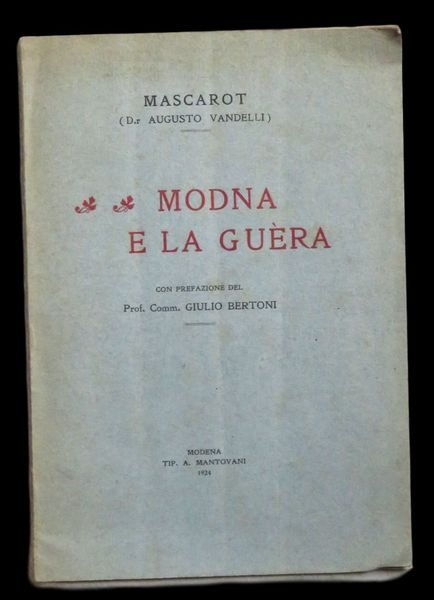 MASCAROT
(D.r AUGUSTO VANDELLI)
MODNA
E LA GUÈRA
CON PREFAZIONE DEL
Prof. Comm. GIULIO BERTONI
MODENA
TIP. A. MANTOVANI
1924